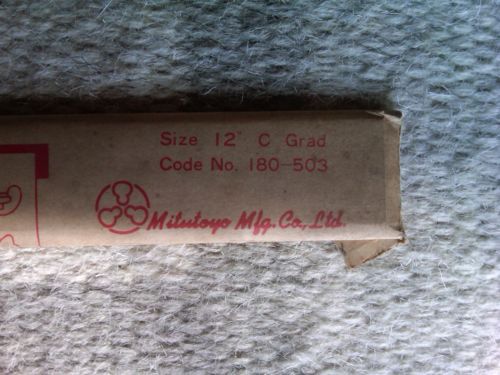 Size 12" C Grad
Code No. 180-503
Mitutoyo Mfg. Co., Ltd.